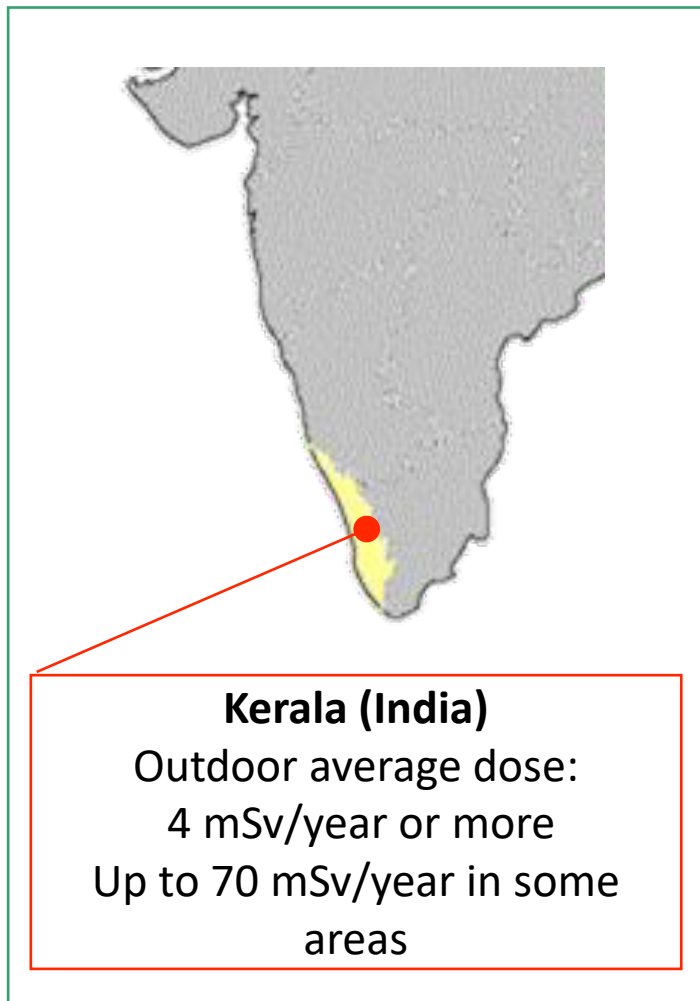 Kerala (India)
Outdoor average dose:
4 mSv/year or more
Up to 70 mSv/year in some
areas